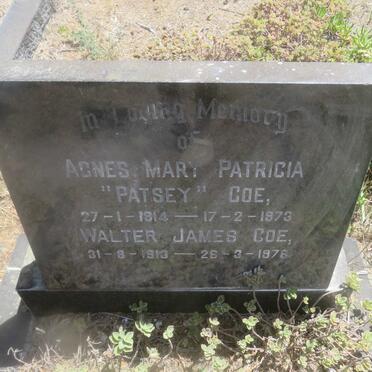 In Loving Memory
of
AGNES MARY PATRICIA
"PATSEY" COE,
27-1-1914 — 17-2-1973
WALTER JAMES COE,
31-8-1913 — 26-3-1976